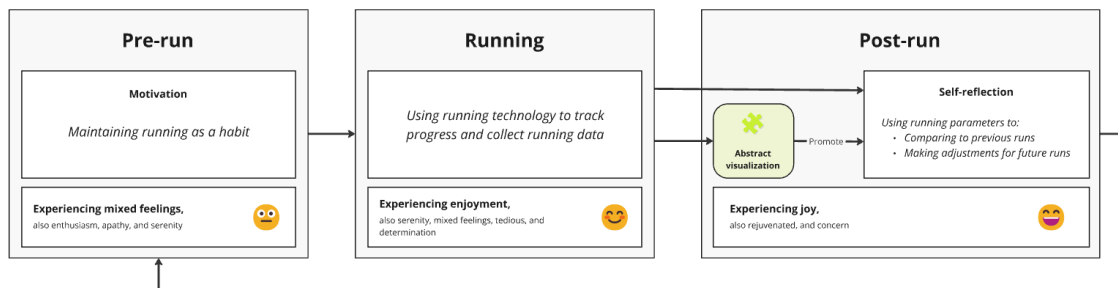 Pre-run
Motivation
Maintaining running as a habit
Experiencing mixed feelings,
also enthusiasm, apathy, and serenity
Running
Using running technology to track
progress and collect running data
Experiencing enjoyment,
also serenity, mixed feelings, tedious, and
determination
Post-run
Abstract
visualization
Promote
Self-reflection
Using running parameters to:
• Comparing to previous runs
• Making adjustments for future runs
Experiencing joy,
also rejuvenated, and concern